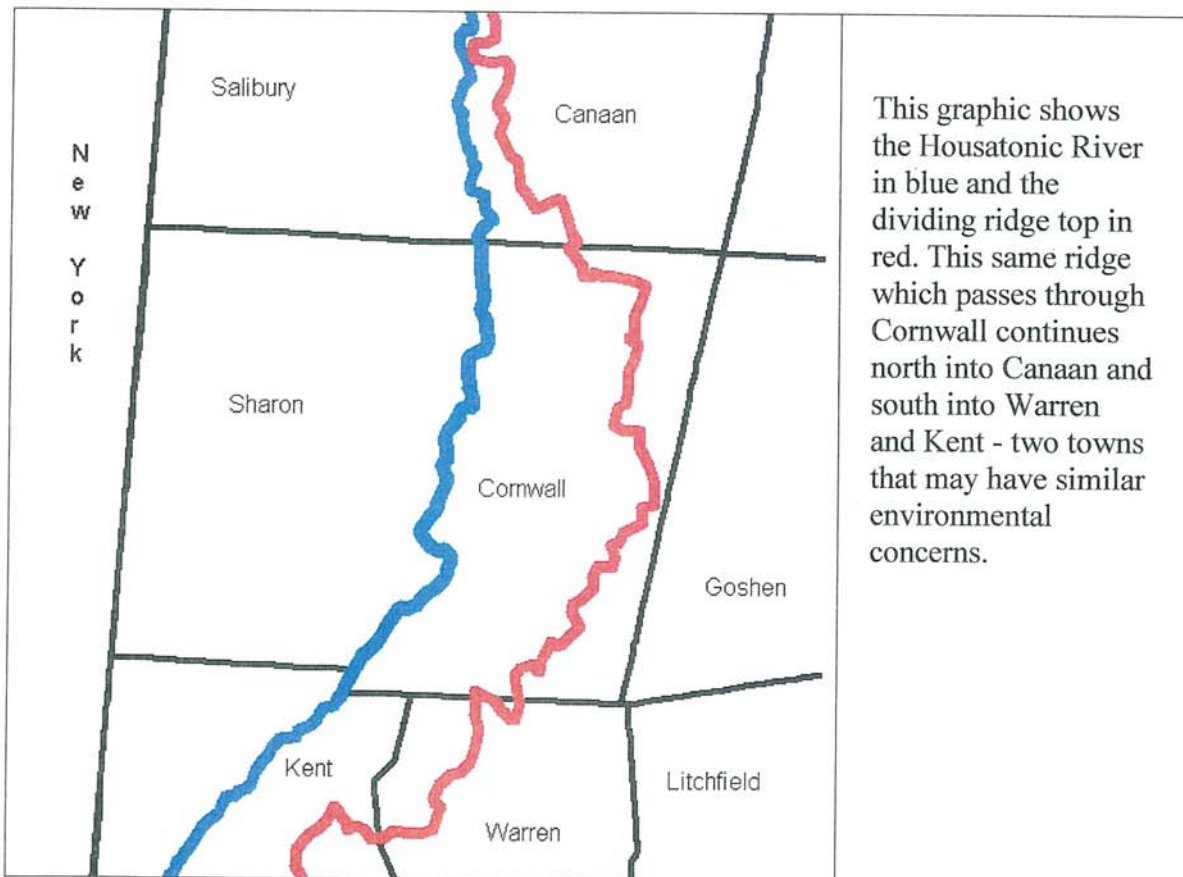 Salibury
Canaan
New York
Sharon
Cornwall
Goshen
Kent
Litchfield
Warren
This graphic shows
the Housatonic River
in blue and the
dividing ridge top in
red. This same ridge
which passes through
Cornwall continues
north into Canaan and
south into Warren
and Kent - two towns
that may have similar
environmental
concerns.